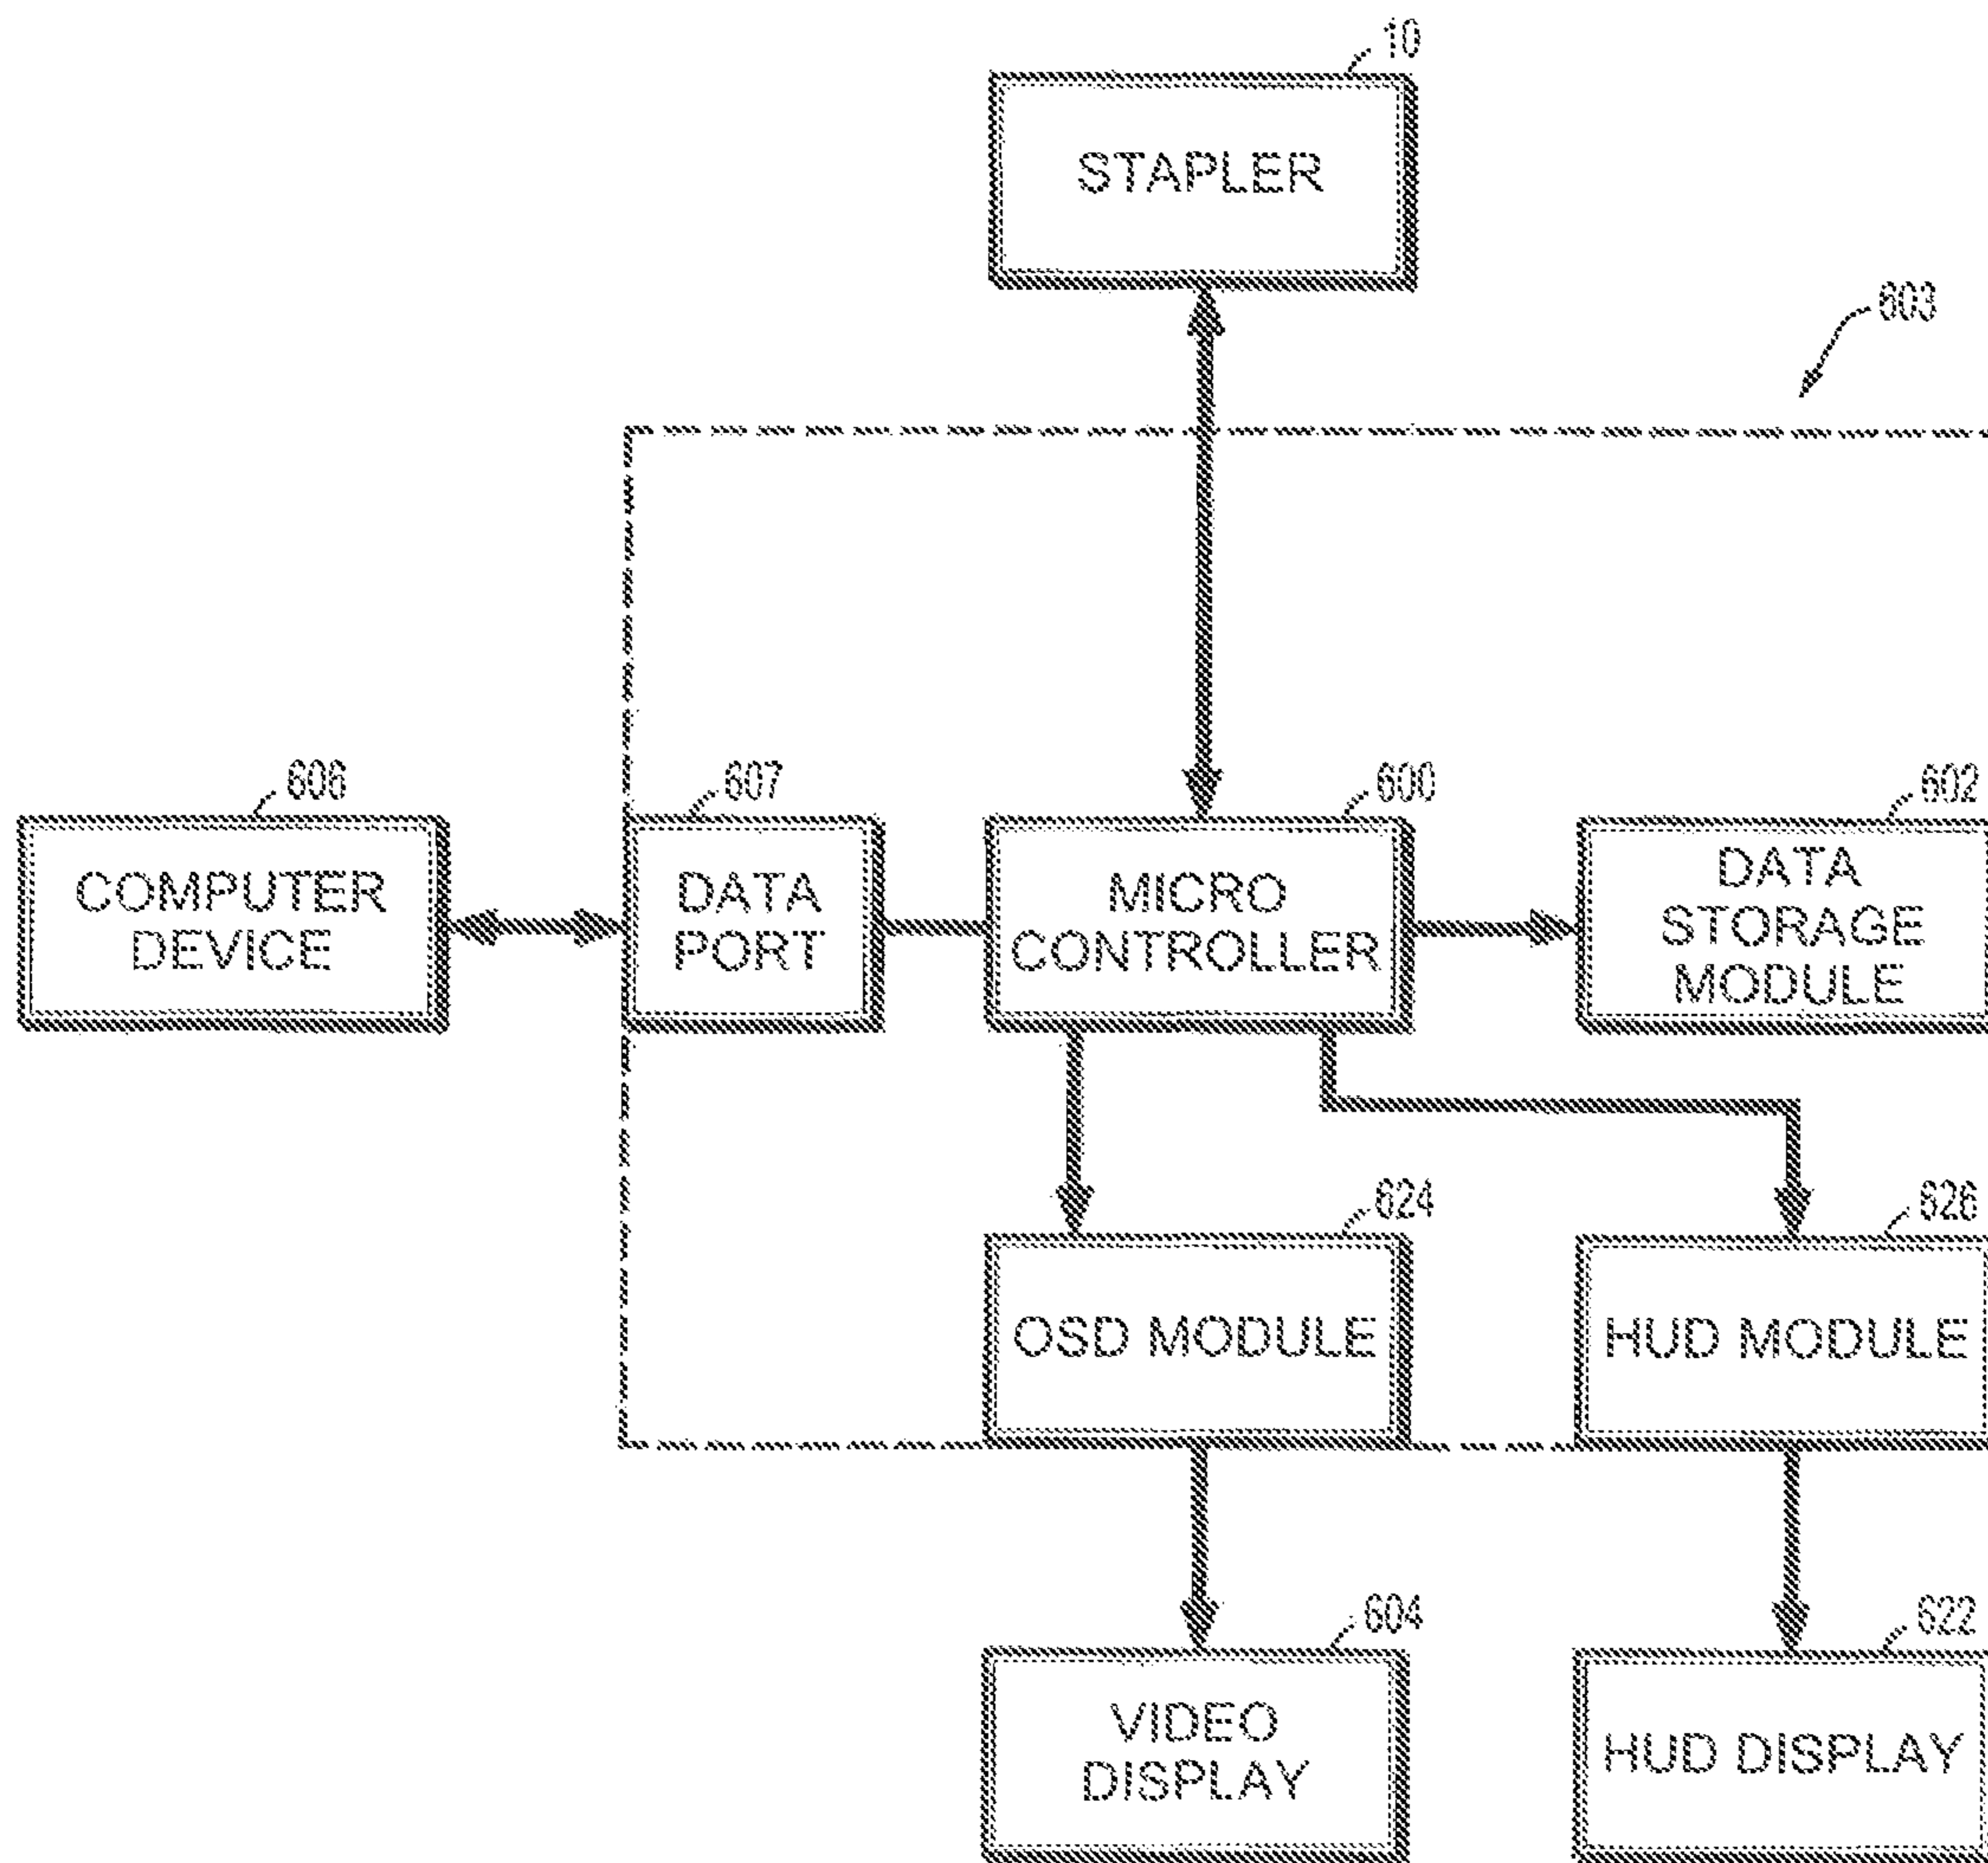 10
STAPLER
603
606
607
600
602
COMPUTER
DEVICE
DATA
PORT
MICRO
CONTROLLER
DATA
STORAGE
MODULE
624
626
OSD MODULE
HUD MODULE
604
622
VIDEO
DISPLAY
HUD DISPLAY